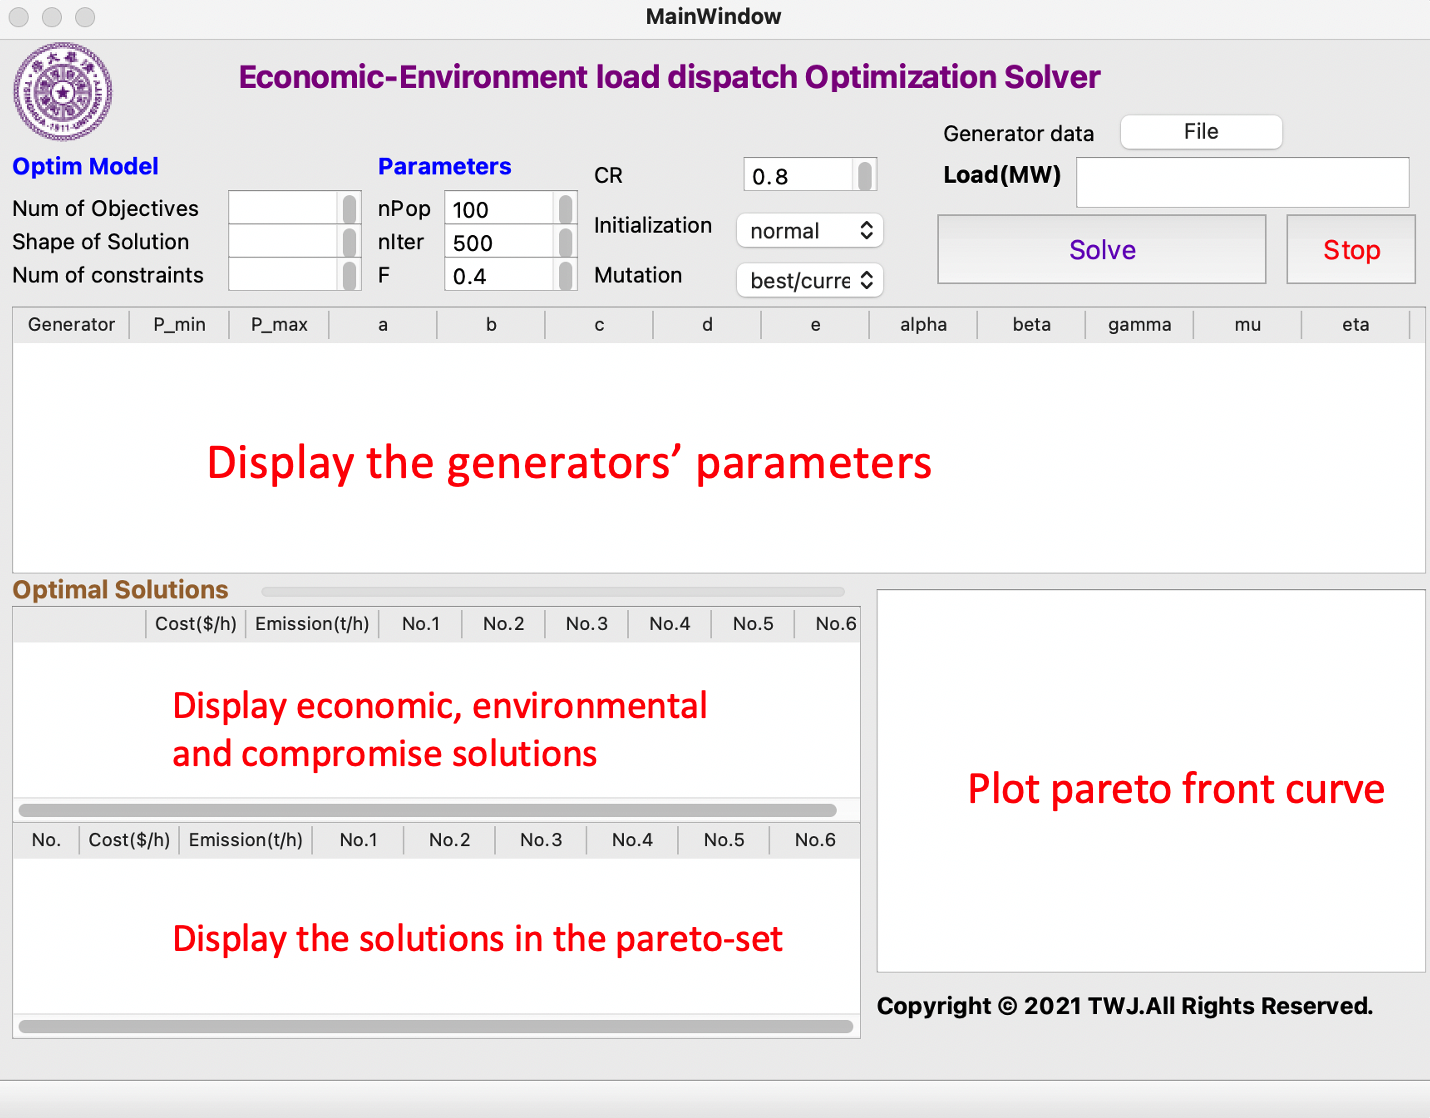 MainWindow
Economic-Environment load dispatch Optimization Solver
TSINGHUA
UNIVERSITY
-1911-
Generator data
File
Optim Model
Parameters
CR
0.8
Load(MW)
Num of Objectives
nPop
100
Initialization
normal
Shape of Solution
nIter
500
Solve
Stop
Num of constraints
F
0.4
Mutation
best/curre
Generator P_min P_max a b c d e alpha beta gamma mu eta
Display the generators’ parameters
Optimal Solutions
Cost($/h) Emission(t/h) No.1 No.2 No.3 No.4 No.5 No.6
Display economic, environmental
and compromise solutions
Plot pareto front curve
No. Cost($/h) Emission(t/h) No.1 No.2 No.3 No.4 No.5 No.6
Display the solutions in the pareto-set
Copyright © 2021 TWJ.All Rights Reserved.